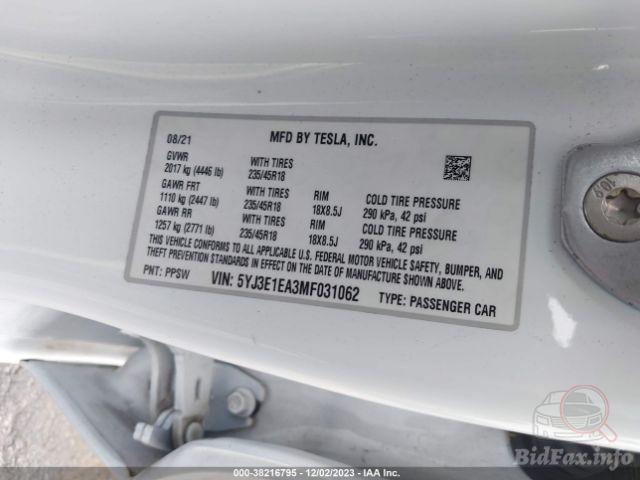 08/21 MFD BY TESLA, INC.
GVWR WITH TIRES
2017 kg (4446 lb) 235/45R18
GAWR FRT WITH TIRES RIM COLD TIRE PRESSURE
1110 kg (2447 lb) 235/45R18 18X8.5J 290 kPa, 42 psi
GAWR RR WITH TIRES RIM COLD TIRE PRESSURE
1257 kg (2771 lb) 235/45R18 18X8.5J 290 kPa, 42 psi
THIS VEHICLE CONFORMS TO ALL APPLICABLE U.S. FEDERAL MOTOR VEHICLE SAFETY, BUMPER, AND
THEFT PREVENTION STANDARDS IN EFFECT ON THE DATE OF MANUFACTURE SHOWN ABOVE.
PNT: PPSW VIN: 5YJ3E1EA3MF031062 TYPE: PASSENGER CAR
000-38216795 - 12/02/2023 - IAA Inc.
BidFax.info